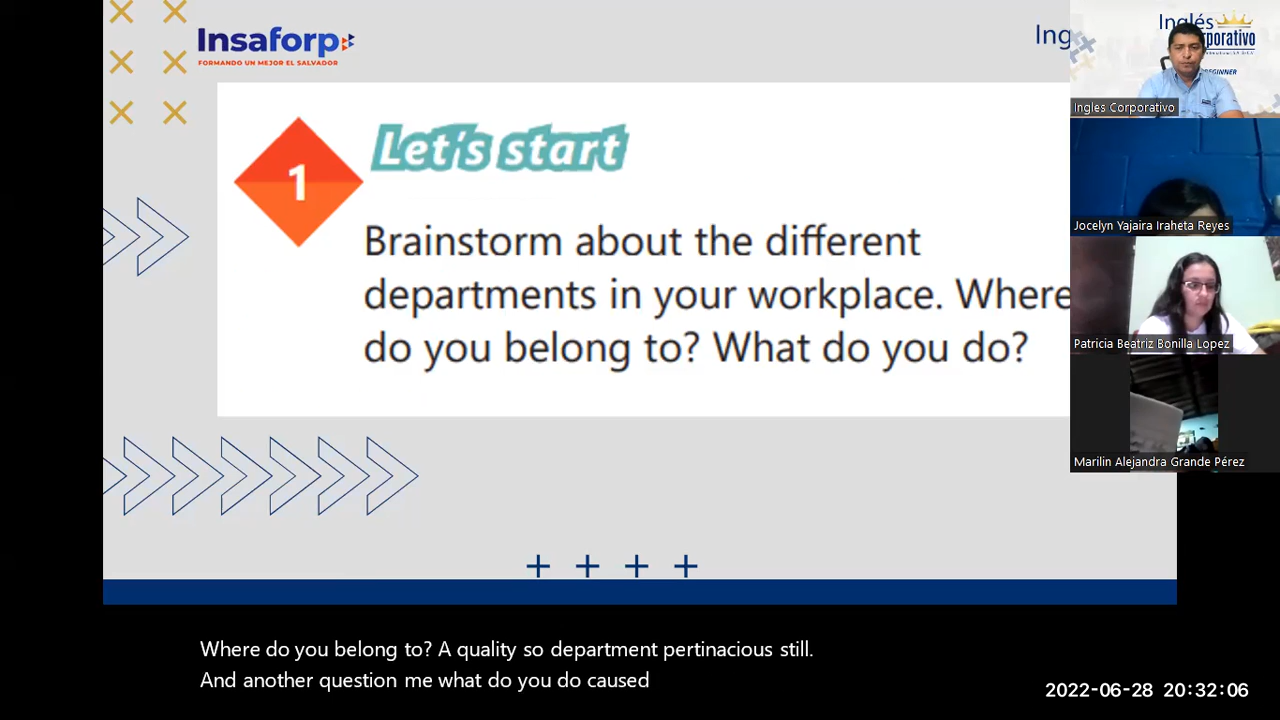 Insaforp
FORMANDO UN MEJOR EL SALVADOR
Ing
Inglés
Corporativo
BEGINNER
Ingles Corporativo
1
Let's start
Brainstorm about the different
departments in your workplace. Where
do you belong to? What do you do?
Jocelyn Yajaira Iraheta Reyes
Patricia Beatriz Bonilla Lopez
Marilin Alejandra Grande Pérez
Where do you belong to? A quality so department pertinacious still.
And another question me what do you do caused
2022-06-28 20:32:06